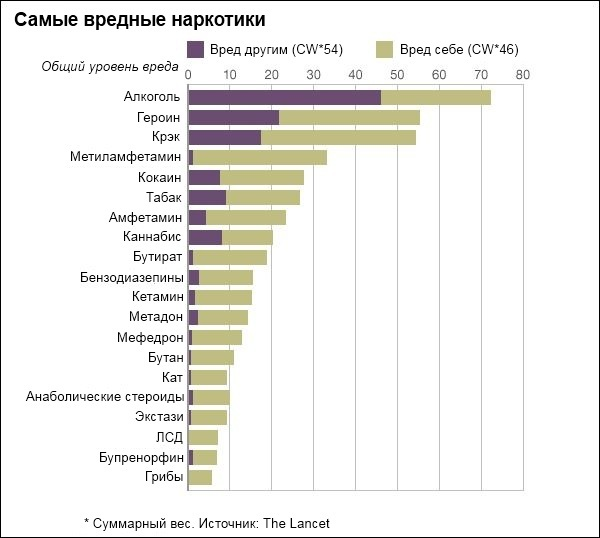 Самые вредные наркотики
Вред другим (CW*54)
Вред себе (CW*46)
Общий уровень вреда
0 10 20 30 40 50 60 70 80
Алкоголь
Героин
Крэк
Метиламфетамин
Кокаин
Табак
Амфетамин
Каннабис
Бутират
Бензодиазепины
Кетамин
Метадон
Мефедрон
Бутан
Кат
Анаболические стероиды
Экстази
ЛСД
Бупренорфин
Грибы
* Суммарный вес. Источник: The Lancet